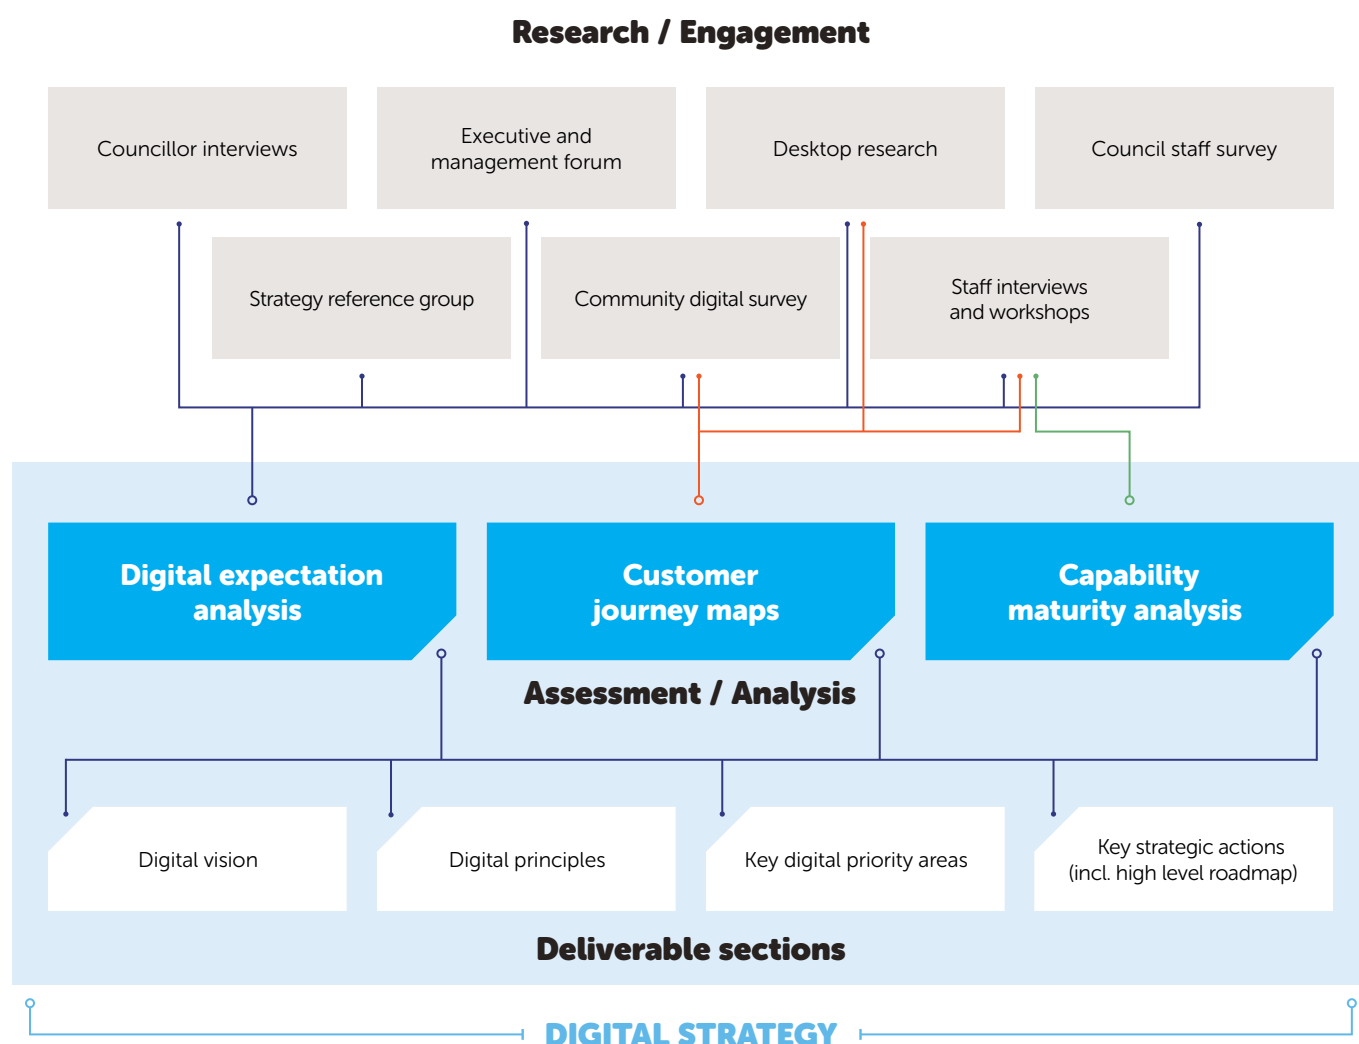 Research / Engagement
Councillor interviews
Executive and
management forum
Desktop research
Council staff survey
Strategy reference group
Community digital survey
Staff interviews
and workshops
Digital expectation
analysis
Customer
journey maps
Capability
maturity analysis
Assessment / Analysis
Digital vision
Digital principles
Key digital priority areas
Key strategic actions
(incl. high level roadmap)
Deliverable sections
DIGITAL STRATEGY